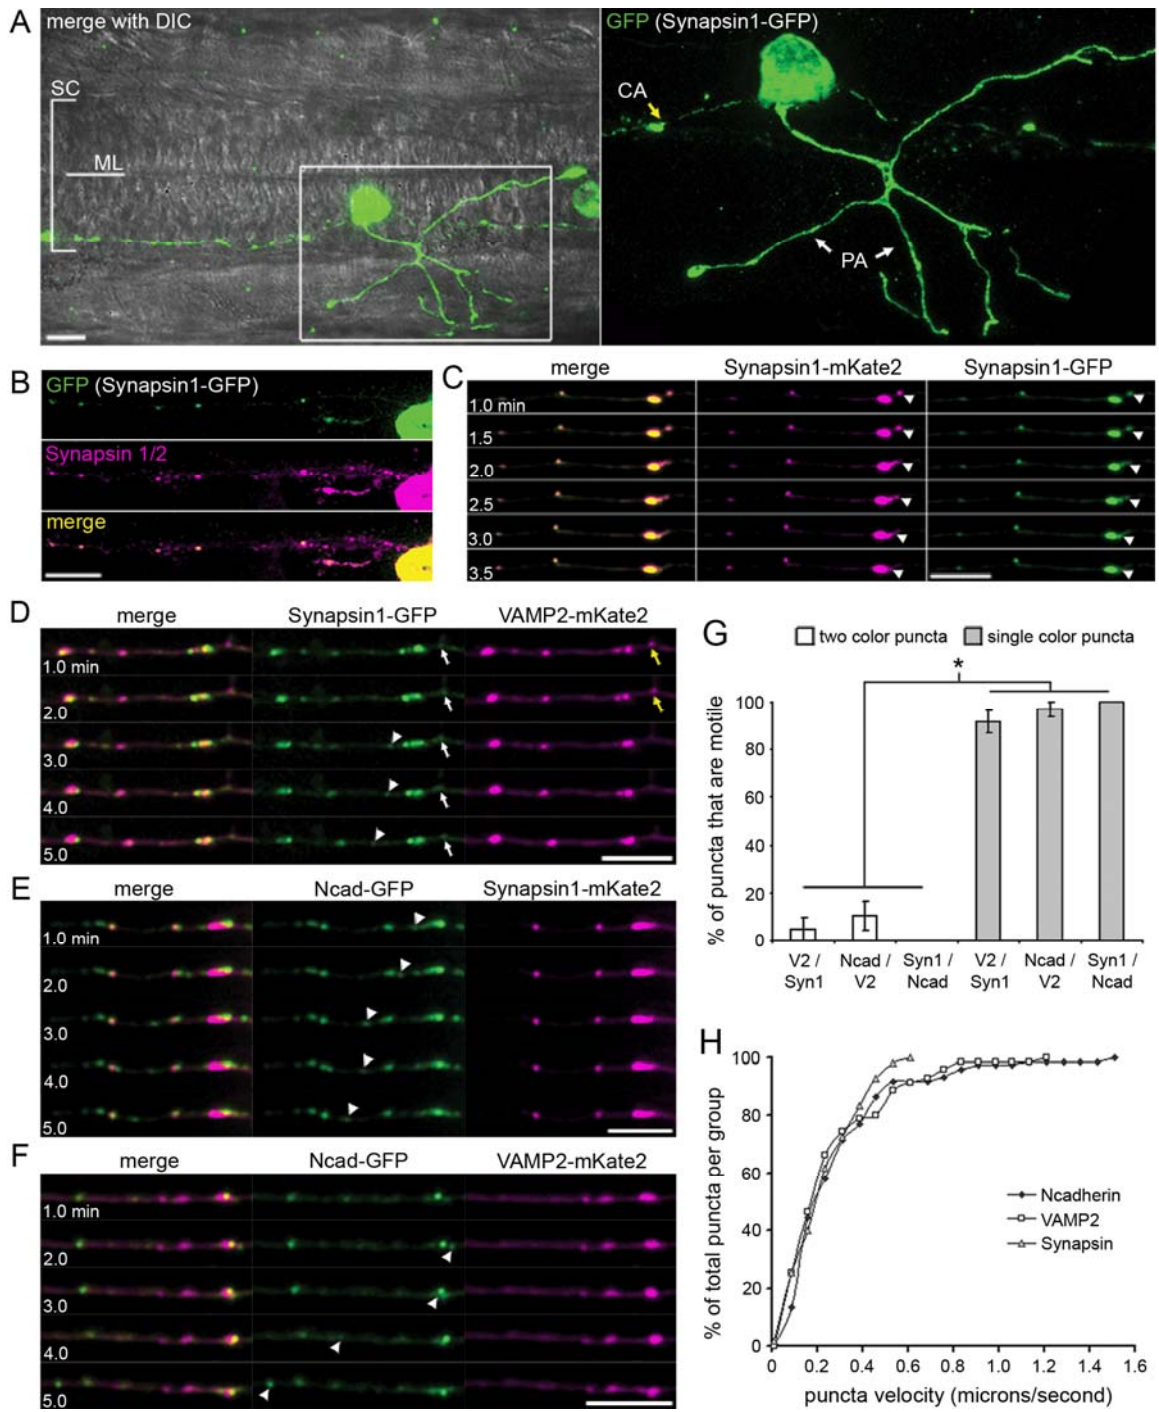 A
merge with DIC
GFP (Synapsin1-GFP)
SC
ML
CA
PA
B
GFP (Synapsin1-GFP)
Synapsin 1/2
merge
C
merge Synapsin1-mKate2 Synapsin1-GFP
1.0 min
1.5
2.0
2.5
3.0
3.5
D
merge Synapsin1-GFP VAMP2-mKate2
1.0 min
2.0
3.0
4.0
5.0
E
merge Ncad-GFP Synapsin1-mKate2
1.0 min
2.0
3.0
4.0
5.0
F
merge Ncad-GFP VAMP2-mKate2
1.0 min
2.0
3.0
4.0
5.0
G
two color puncta single color puncta
*
% of puncta that are motile
100
80
60
40
20
0
V2 / Syn1
Ncad / V2
Syn1 / Ncad
V2 / Syn1
Ncad / V2
Syn1 / Ncad
H
% of total puncta per group
100
80
60
40
20
0
Ncadherin
VAMP2
Synapsin
0 0.2 0.4 0.6 0.8 1.0 1.2 1.4 1.6
puncta velocity (microns/second)